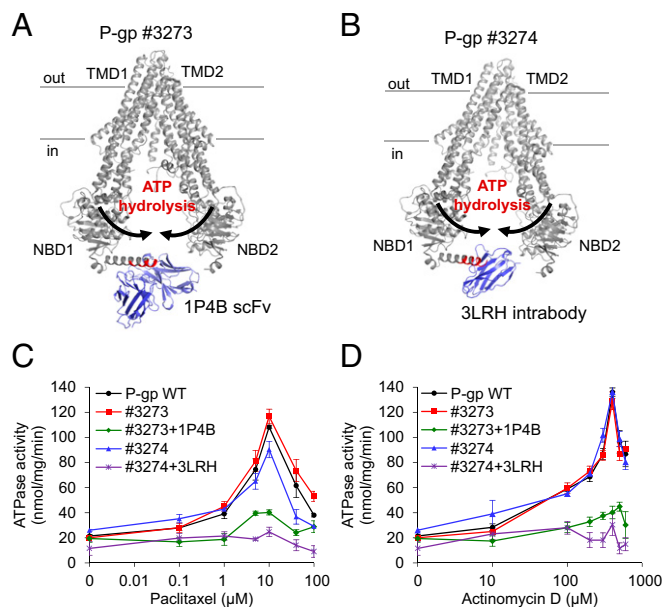 A
P-gp #3273
TMD1
TMD2
out
in
ATP
hydrolysis
NBD1
NBD2
1P4B scFv
B
P-gp #3274
TMD1
TMD2
out
in
ATP
hydrolysis
NBD1
NBD2
3LRH intrabody
C
ATPase activity
(nmol/mg/min)
140
120
100
80
60
40
20
0
P-gp WT
#3273
#3273+1P4B
#3274
#3274+3LRH
0 0.1 1 10 100
Paclitaxel (µM)
D
ATPase activity
(nmol/mg/min)
140
120
100
80
60
40
20
0
P-gp WT
#3273
#3273+1P4B
#3274
#3274+3LRH
0 10 100 1000
Actinomycin D (µM)